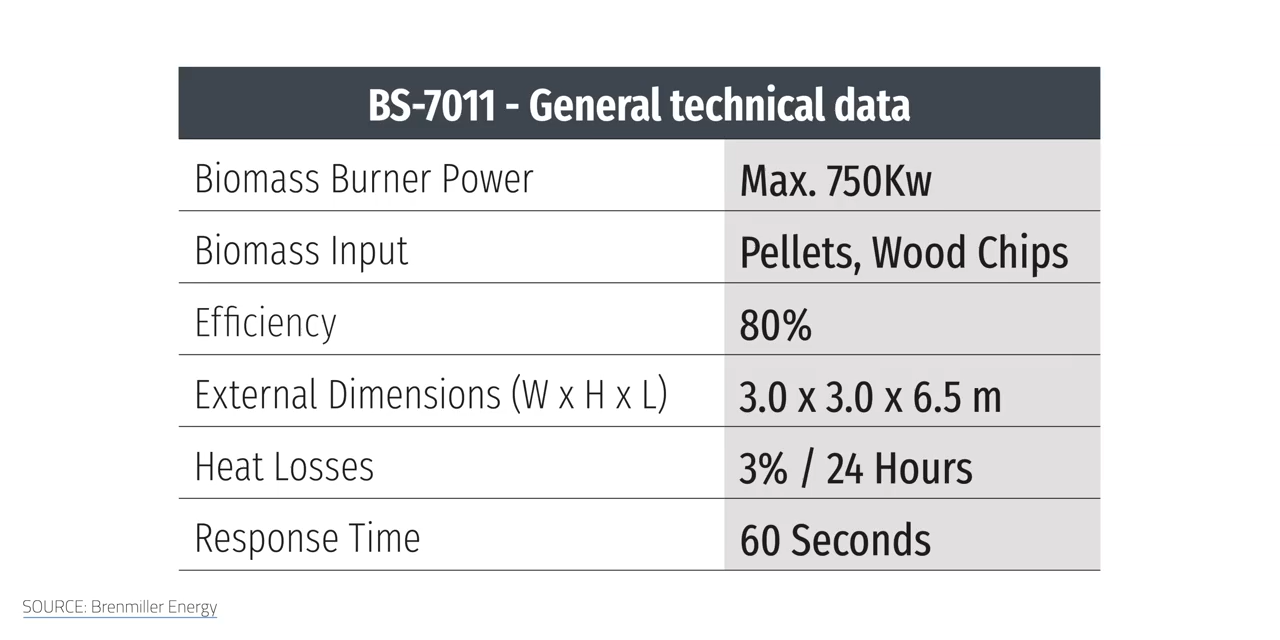 BS-7011 - General technical data
Biomass Burner Power Max. 750Kw
Biomass Input Pellets, Wood Chips
Efficiency 80%
External Dimensions (W x H x L) 3.0 x 3.0 x 6.5 m
Heat Losses 3% / 24 Hours
Response Time 60 Seconds
SOURCE: Brenmiller Energy